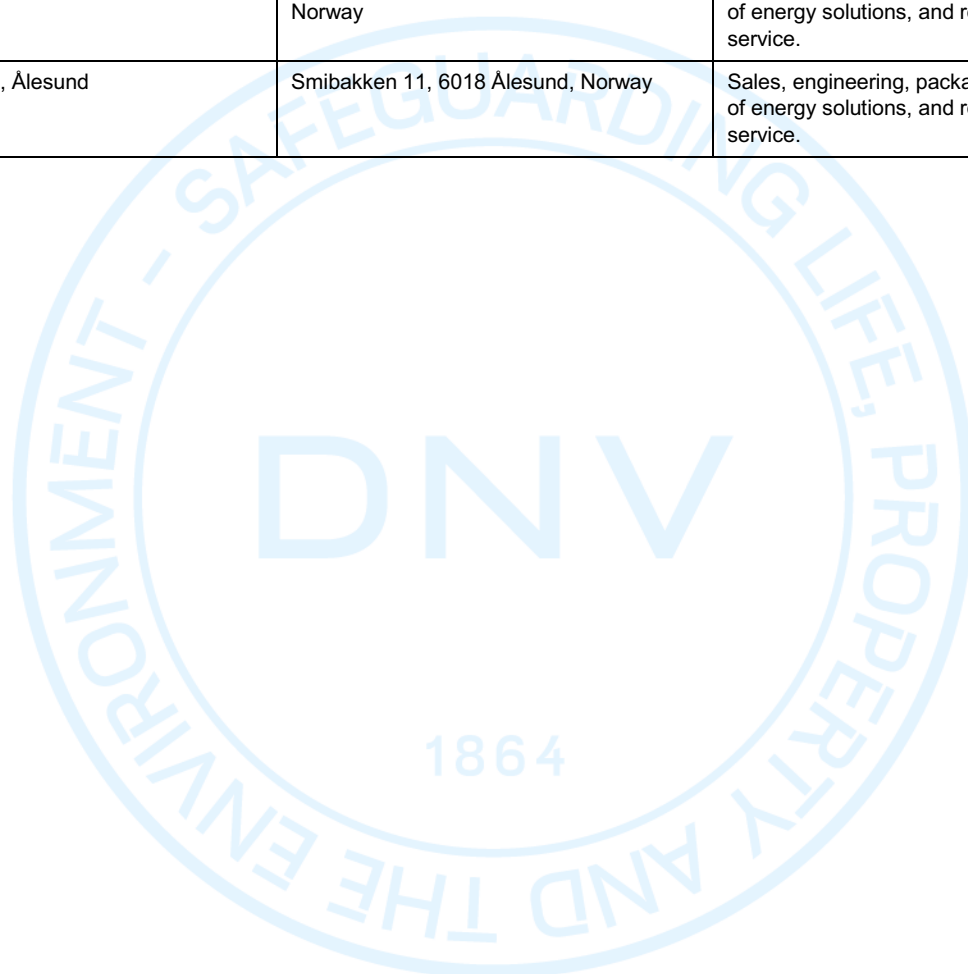 Norway
of energy solutions, and
service.
, Ålesund
Smibakken 11, 6018 Ålesund, Norway
Sales, engineering,
of energy solutions, and
service.
SAFEGUARDING LIFE, PROPERTY AND THE ENVIRONMENT -
DNV
1864